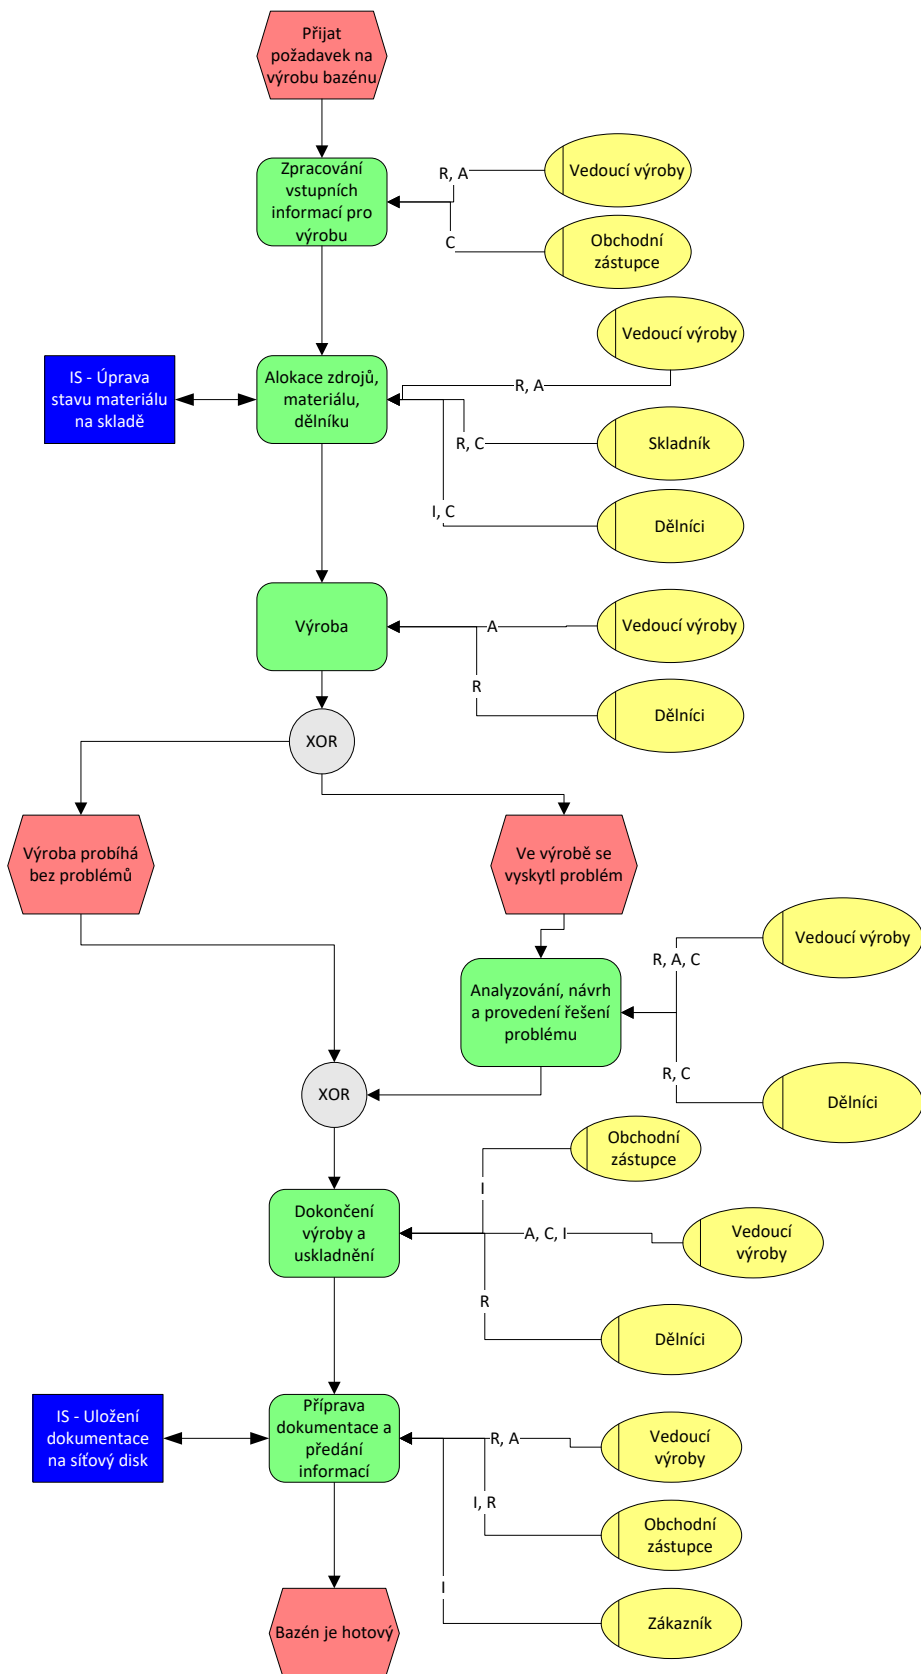 Přijat
požadavek na
výrobu bazénu
Zpracování
vstupních
informací pro
výrobu
R, A
Vedoucí výroby
C
Obchodní
zástupce
Vedoucí výroby
IS - Úprava
stavu materiálu
na skladě
Alokace zdrojů,
materiálu,
dělníku
R, A
R, C
Skladník
I, C
Dělníci
Výroba
A
Vedoucí výroby
R
Dělníci
XOR
Výroba probíhá
bez problémů
Ve výrobě se
vyskytl problém
Vedoucí výroby
R, A, C
Analyzování, návrh
a provedení řešení
problému
R, C
Dělníci
XOR
Obchodní
zástupce
I
Dokončení
výroby a
uskladnění
A, C, I
Vedoucí
výroby
R
Dělníci
IS - Uložení
dokumentace
na síťový disk
Příprava
dokumentace a
předání
informací
R, A
Vedoucí
výroby
I, R
Obchodní
zástupce
I
Zákazník
Bazén je hotový